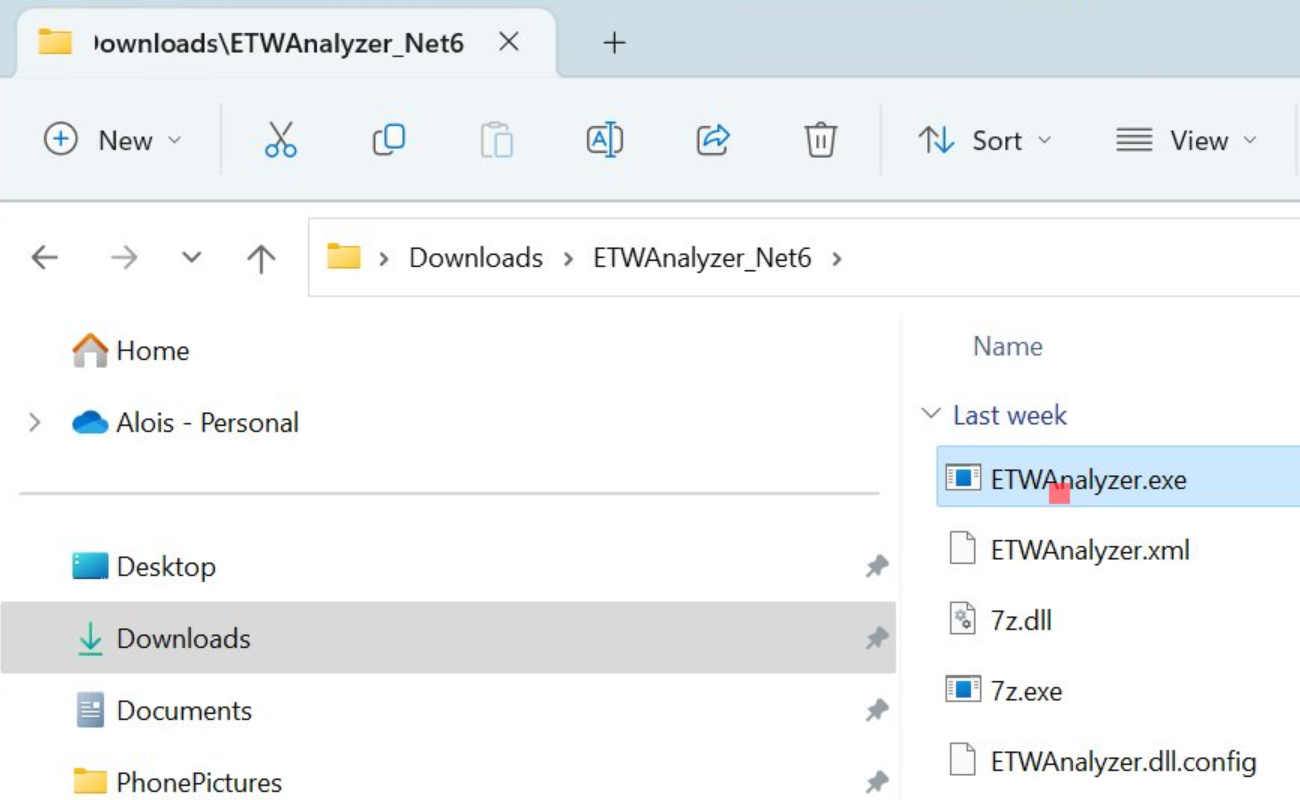 ownloads\ETWAnalyzer_Net6
New
Sort
View
Downloads
ETWAnalyzer_Net6
Home
Alois - Personal
Desktop
Downloads
Documents
PhonePictures
Name
Last week
ETWAnalyzer.exe
ETWAnalyzer.xml
7z.dll
7z.exe
ETWAnalyzer.dll.config